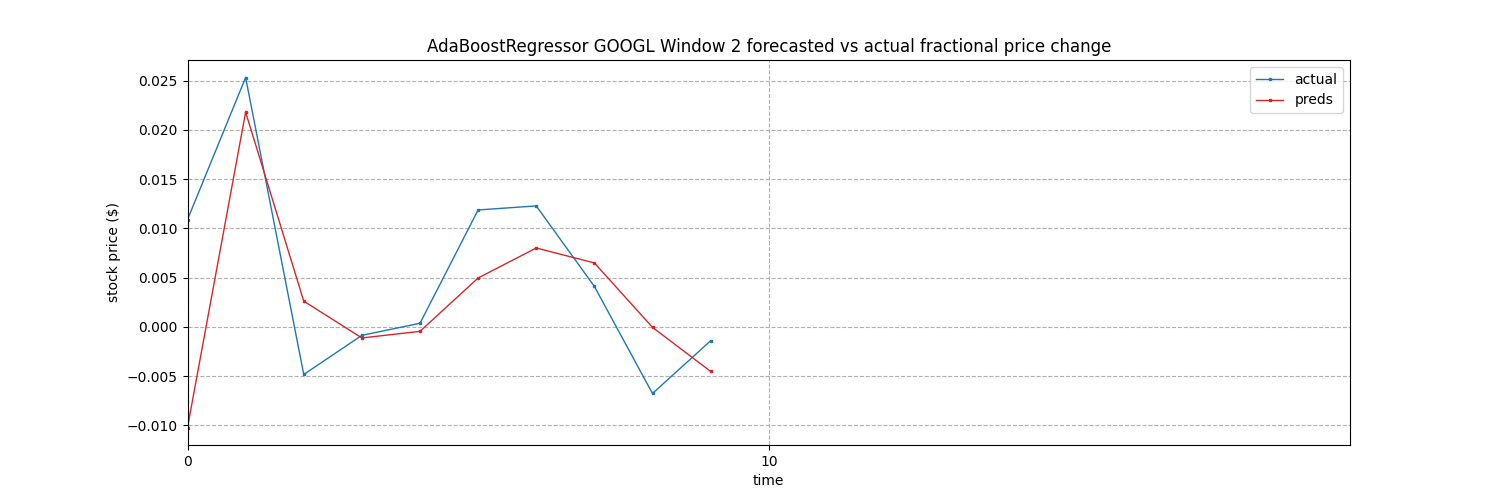 AdaBoostRegressor GOOGL Window 2 forecasted vs actual fractional price change
actual
preds
0.025
0.020
0.015
0.010
0.005
0.000
−0.005
−0.010
stock price ($)
0
10
time